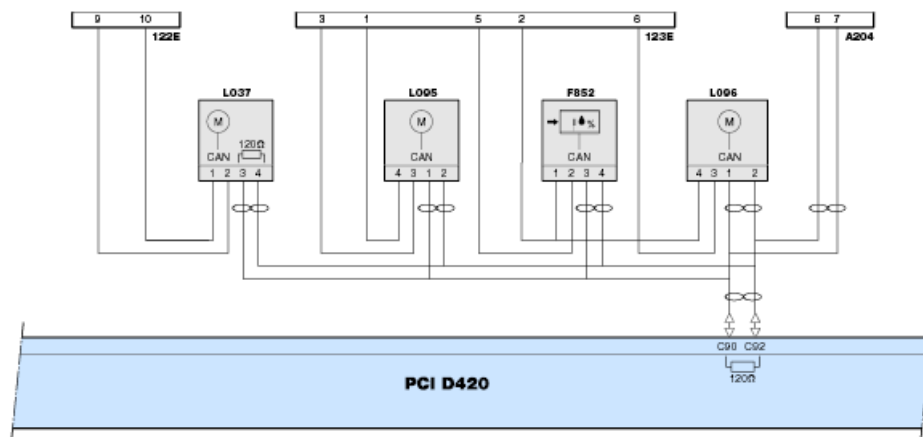 9 10 3 1 5 2 6 6 7
122E 123E A204
L037 L095 F852 L096
M M % M
120Ω
CAN CAN CAN CAN
1 2 3 4 4 3 1 2 1 2 3 4 4 3 1 2
C90 C92
120Ω
PCI D420